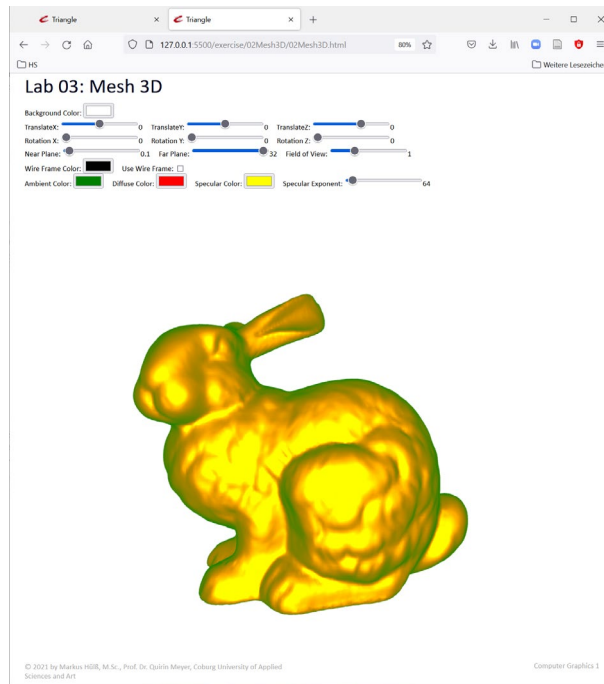 Triangle
Triangle
127.0.0.1:5500/exercise/02Mesh3D/02Mesh3D.html
80%
HS
Weitere Lesezeichen
Lab 03: Mesh 3D
Background Color:
TranslateX: 0 TranslateY: 0 TranslateZ: 0
Rotation X: 0 Rotation Y: 0 Rotation Z: 0
Near Plane: 0.1 Far Plane: 32 Field of View: 1
Wire Frame Color: Use Wire Frame:
Ambient Color: Diffuse Color: Specular Color: Specular Exponent: 64
© 2021 by Markus Hülß, M.Sc., Prof. Dr. Quirin Meyer, Coburg University of Applied
Sciences and Art
Computer Graphics 1